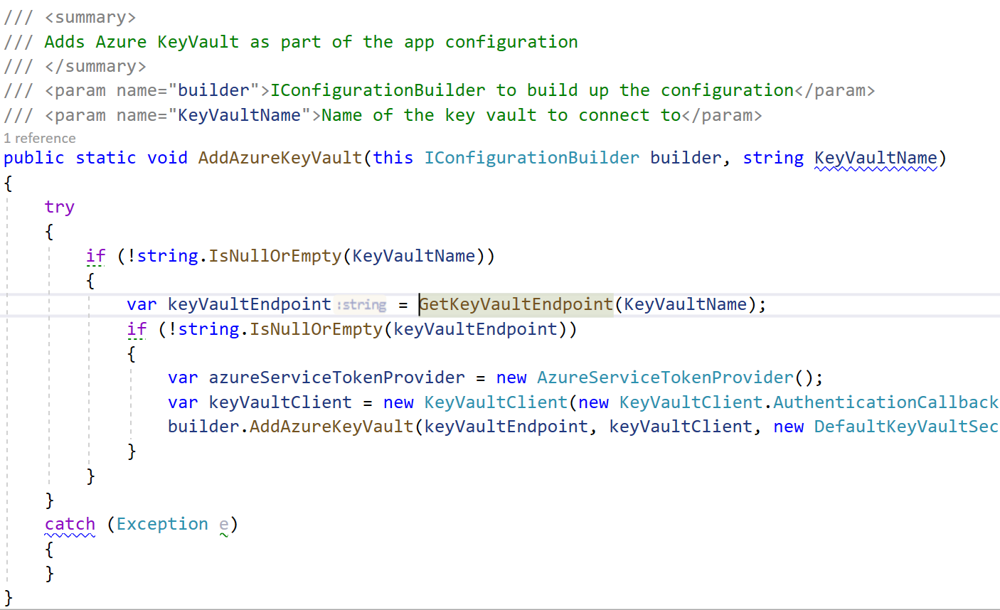 /// <summary>
/// Adds Azure KeyVault as part of the app configuration
/// </summary>
/// <param name="builder">IConfigurationBuilder to build up the configuration</param>
/// <param name="KeyVaultName">Name of the key vault to connect to</param>
1 reference
public static void AddAzureKeyVault(this IConfigurationBuilder builder, string KeyVaultName)
{
    try
    {
        if (!string.IsNullOrEmpty(KeyVaultName))
        {
            var keyVaultEndpoint :string = GetKeyVaultEndpoint(KeyVaultName);
            if (!string.IsNullOrEmpty(keyVaultEndpoint))
            {
                var azureServiceTokenProvider = new AzureServiceTokenProvider();
                var keyVaultClient = new KeyVaultClient(new KeyVaultClient.AuthenticationCallback
                builder.AddAzureKeyVault(keyVaultEndpoint, keyVaultClient, new DefaultKeyVaultSec
            }
        }
    }
    catch (Exception e)
    {
    }
}